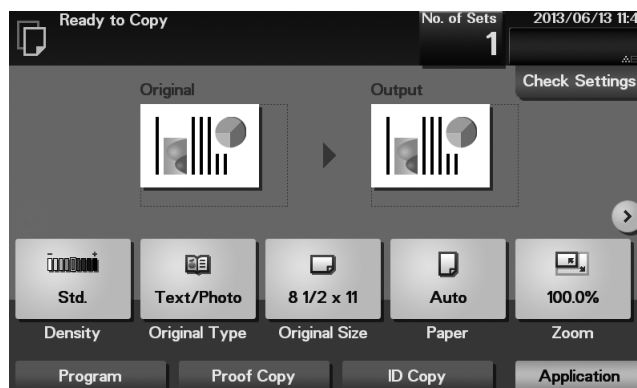 Ready to Copy
No. of Sets
1
2013/06/13 11:4
Check Settings
Original
Output
Std.
Text/Photo
8 1/2 x 11
Auto
100.0%
Density
Original Type
Original Size
Paper
Zoom
Program
Proof Copy
ID Copy
Application